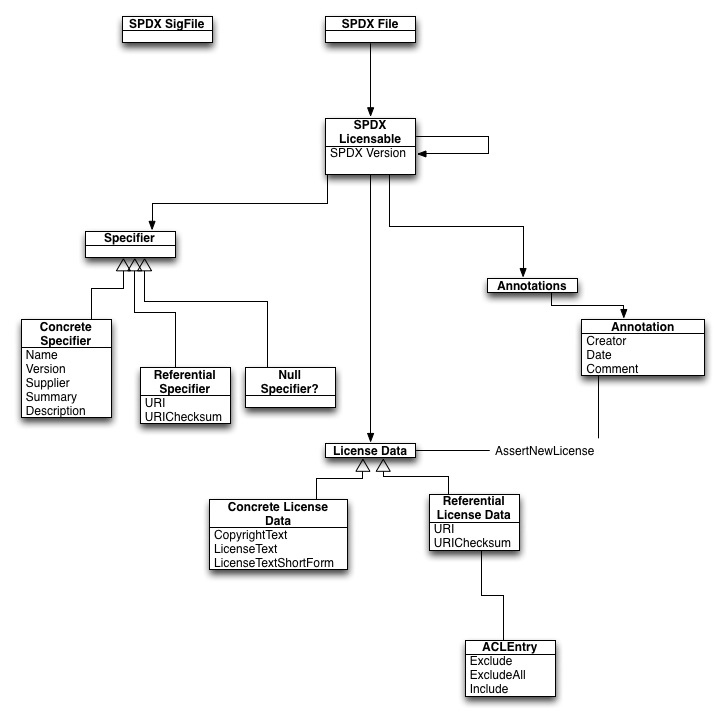 SPDX SigFile
SPDX File
SPDX
Licensable
SPDX Version
Specifier
Annotations
Concrete
Specifier
Name
Version
Supplier
Summary
Description
Referential
Specifier
URI
URIChecksum
Null
Specifier?
Annotation
Creator
Date
Comment
License Data
AssertNewLicense
Concrete License
Data
CopyrightText
LicenseText
LicenseTextShortForm
Referential
License Data
URI
URIChecksum
ACLEntry
Exclude
ExcludeAll
Include